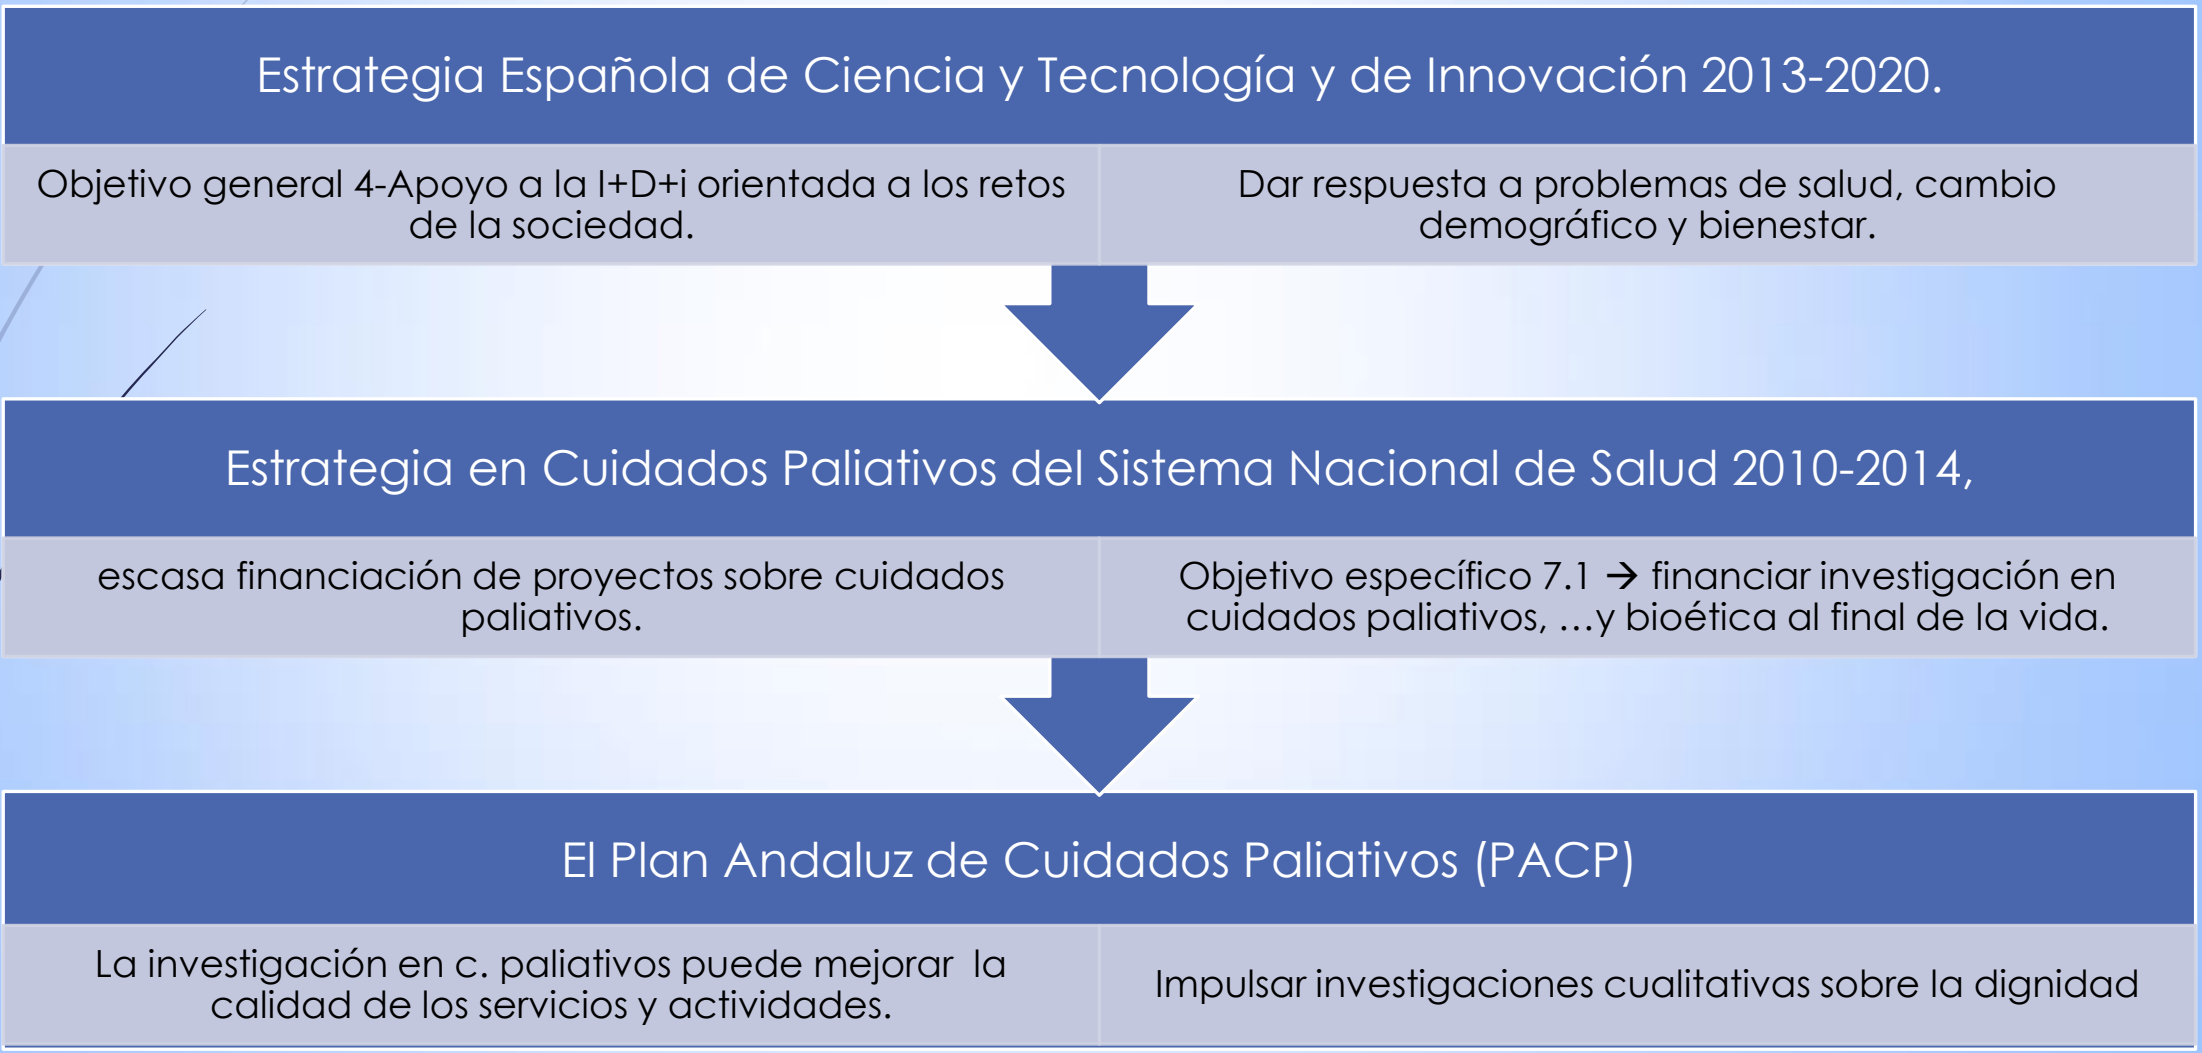 Estrategia Española de Ciencia y Tecnología y de Innovación 2013-2020.
Objetivo general 4-Apoyo a la I+D+i orientada a los retos
de la sociedad.
Dar respuesta a problemas de salud, cambio
demográfico y bienestar.
Estrategia en Cuidados Paliativos del Sistema Nacional de Salud 2010-2014,
escasa financiación de proyectos sobre cuidados
paliativos.
Objetivo específico 7.1 → financiar investigación en
cuidados paliativos, …y bioética al final de la vida.
El Plan Andaluz de Cuidados Paliativos (PACP)
La investigación en c. paliativos puede mejorar  la
calidad de los servicios y actividades.
Impulsar investigaciones cualitativas sobre la dignidad